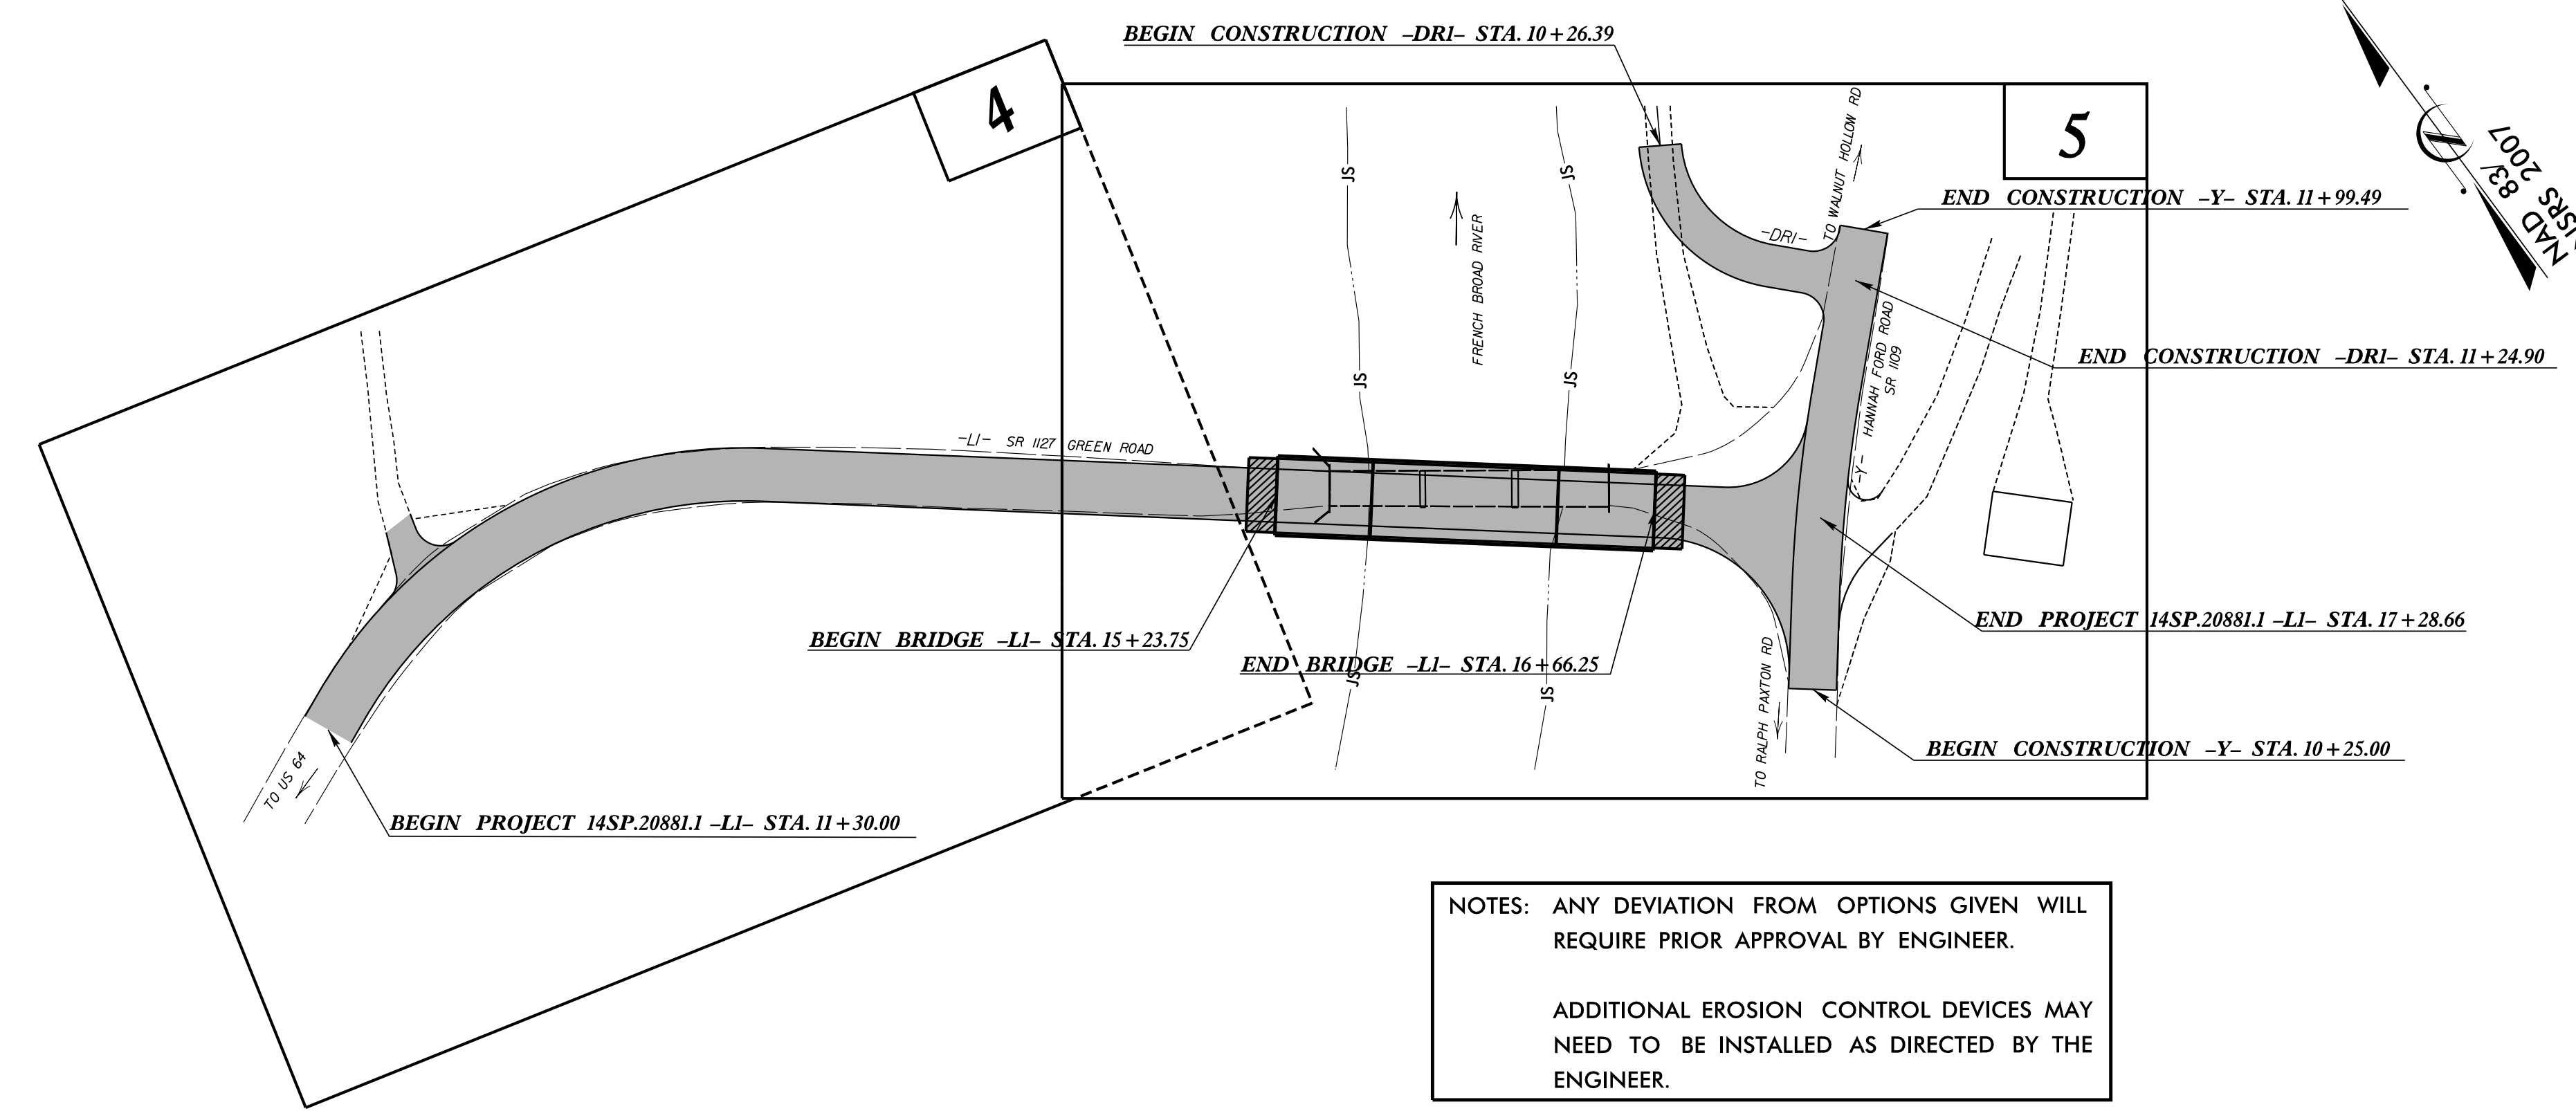 BEGIN CONSTRUCTION –DR1– STA. 10+26.39
4
5
TO WALNUT HOLLOW RD
NAD 83/
2007
END CONSTRUCTION –Y– STA. 11+99.49
JS
JS
FRENCH BROAD RIVER
-DR1-
END CONSTRUCTION –DR1– STA. 11+24.90
HANNAH FORD ROAD
SR 1109
-Y-
JS
JS
-L1- SR 1127 GREEN ROAD
BEGIN BRIDGE –L1– STA. 15+23.75
END BRIDGE –L1– STA. 16+66.25
END PROJECT 14SP.20881.1 –L1– STA. 17+28.66
JS
JS
TO RALPH PAXTON RD
BEGIN CONSTRUCTION –Y– STA. 10+25.00
TO US 64
BEGIN PROJECT 14SP.20881.1 –L1– STA. 11+30.00
NOTES: ANY DEVIATION FROM OPTIONS GIVEN WILL
REQUIRE PRIOR APPROVAL BY ENGINEER.
ADDITIONAL EROSION CONTROL DEVICES MAY
NEED TO BE INSTALLED AS DIRECTED BY THE
ENGINEER.